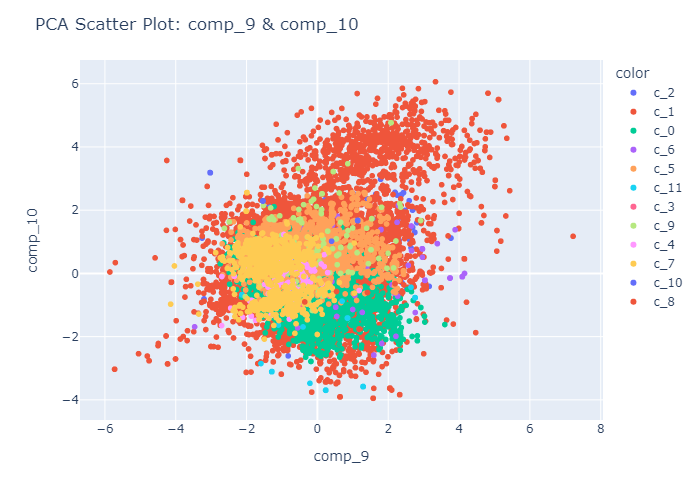 PCA Scatter Plot: comp_9 & comp_10
color
c_2
c_1
c_0
c_6
c_5
c_11
c_3
c_9
c_4
c_7
c_10
c_8
6
4
2
0
−2
−4
comp_10
−6 −4 −2 0 2 4 6 8
comp_9